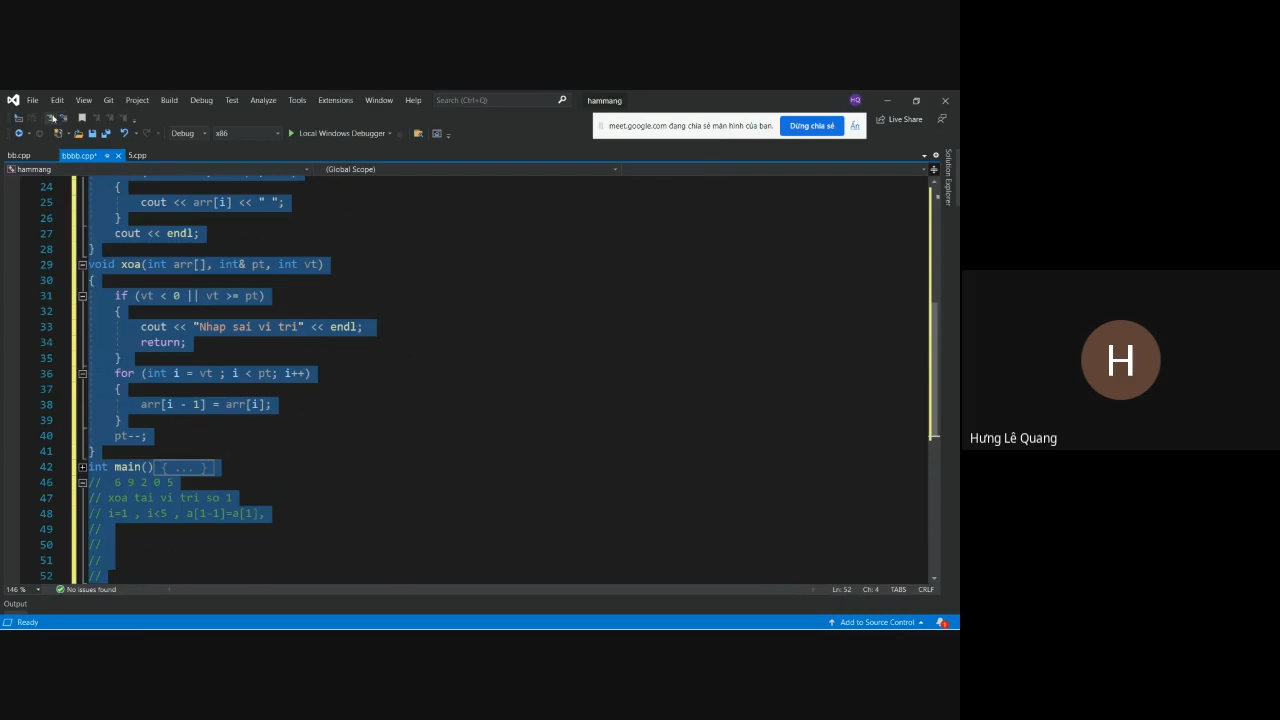 File Edit View Git Project Build Debug Test Analyze Tools Extensions Window Help Search (Ctrl+Q) hammang HQ
meet.google.com đang chia sẻ màn hình của bạn. Dừng chia sẻ Ẩn Live Share
Debug x86 Local Windows Debugger
bb.cpp bbbb.cpp* 5.cpp
hammang (Global Scope)
Solution Explorer
24 {
25 cout << arr[i] << " ";
26 }
27 cout << endl;
28 }
29 void xoa(int arr[], int& pt, int vt)
30 {
31 if (vt < 0 || vt >= pt)
32 {
33 cout << "Nhap sai vi tri" << endl;
34 return;
35 }
36 for (int i = vt ; i < pt; i++)
37 {
38 arr[i - 1] = arr[i];
39 }
40 pt--;
41 }
42 int main() { ... }
46 // 6 9 2 0 5
47 // xoa tai vi tri so 1
48 // i=1 , i<5 , a[1-1]=a[1],
49 //
50 //
51 //
52 //
146 % No issues found Ln: 52 Ch: 4 TABS CRLF
Output
Ready Add to Source Control 1
H
Hưng Lê Quang